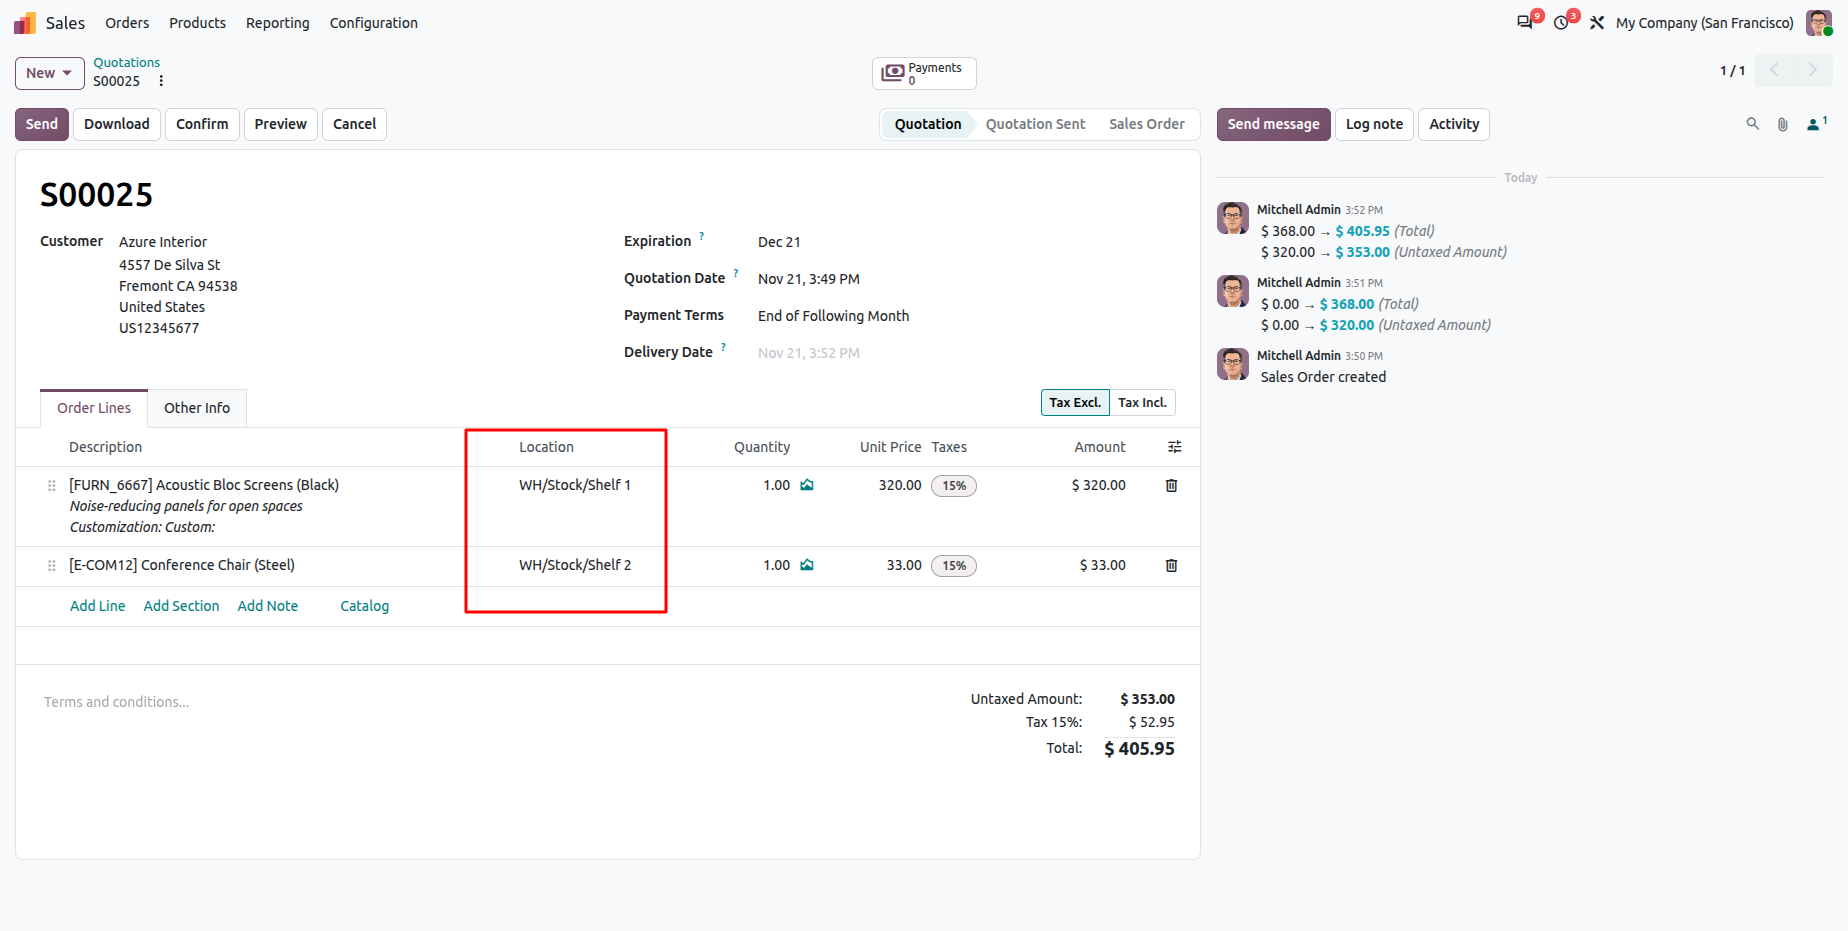 Sales Orders Products Reporting Configuration 9 3 My Company (San Francisco)
New Quotations
S00025
Payments
0
1 / 1
Send Download Confirm Preview Cancel Quotation Quotation Sent Sales Order Send message Log note Activity 1
S00025
Customer Azure Interior
4557 De Silva St
Fremont CA 94538
United States
US12345677
Expiration ? Dec 21
Quotation Date ? Nov 21, 3:49 PM
Payment Terms End of Following Month
Delivery Date ? Nov 21, 3:52 PM
Order Lines Other Info Tax Excl. Tax Incl.
Description Location Quantity Unit Price Taxes Amount
[FURN_6667] Acoustic Bloc Screens (Black) WH/Stock/Shelf 1 1.00 320.00 15% $ 320.00
Noise-reducing panels for open spaces
Customization: Custom:
[E-COM12] Conference Chair (Steel) WH/Stock/Shelf 2 1.00 33.00 15% $ 33.00
Add Line Add Section Add Note Catalog
Terms and conditions...
Untaxed Amount: $ 353.00
Tax 15%: $ 52.95
Total: $ 405.95
Today
Mitchell Admin 3:52 PM
$ 368.00 → $ 405.95 (Total)
$ 320.00 → $ 353.00 (Untaxed Amount)
Mitchell Admin 3:51 PM
$ 0.00 → $ 368.00 (Total)
$ 0.00 → $ 320.00 (Untaxed Amount)
Mitchell Admin 3:50 PM
Sales Order created